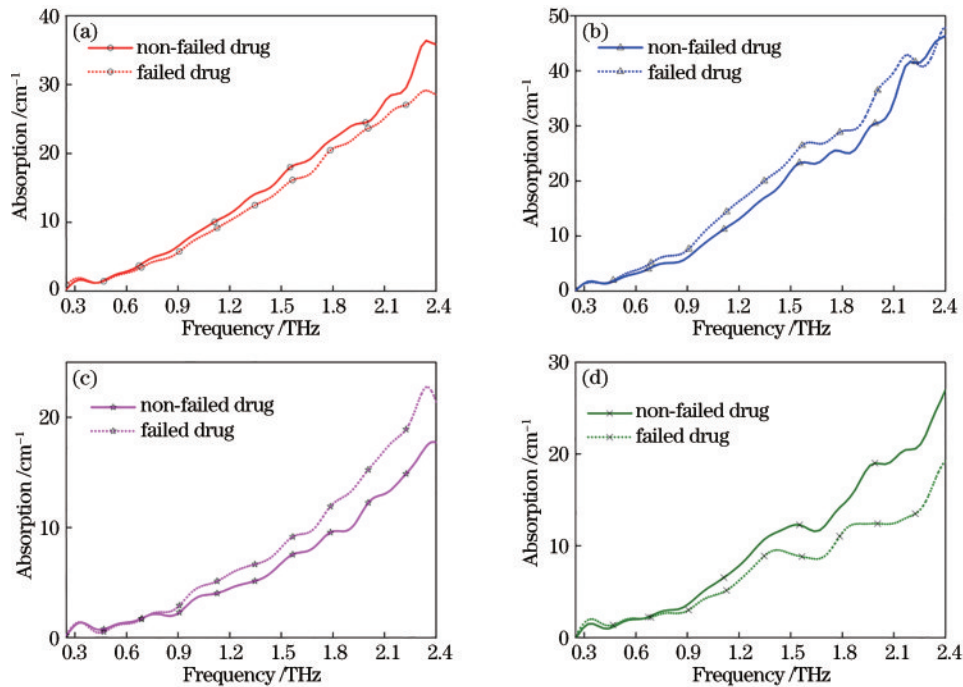 (a)
non-failed drug
failed drug
Absorption /cm⁻¹
40
30
20
10
0
0.3 0.6 0.9 1.2 1.5 1.8 2.1 2.4
Frequency /THz
(b)
non-failed drug
failed drug
Absorption /cm⁻¹
50
40
30
20
10
0
0.3 0.6 0.9 1.2 1.5 1.8 2.1 2.4
Frequency /THz
(c)
non-failed drug
failed drug
Absorption /cm⁻¹
20
10
0
0.3 0.6 0.9 1.2 1.5 1.8 2.1 2.4
Frequency /THz
(d)
non-failed drug
failed drug
Absorption /cm⁻¹
30
20
10
0
0.3 0.6 0.9 1.2 1.5 1.8 2.1 2.4
Frequency /THz